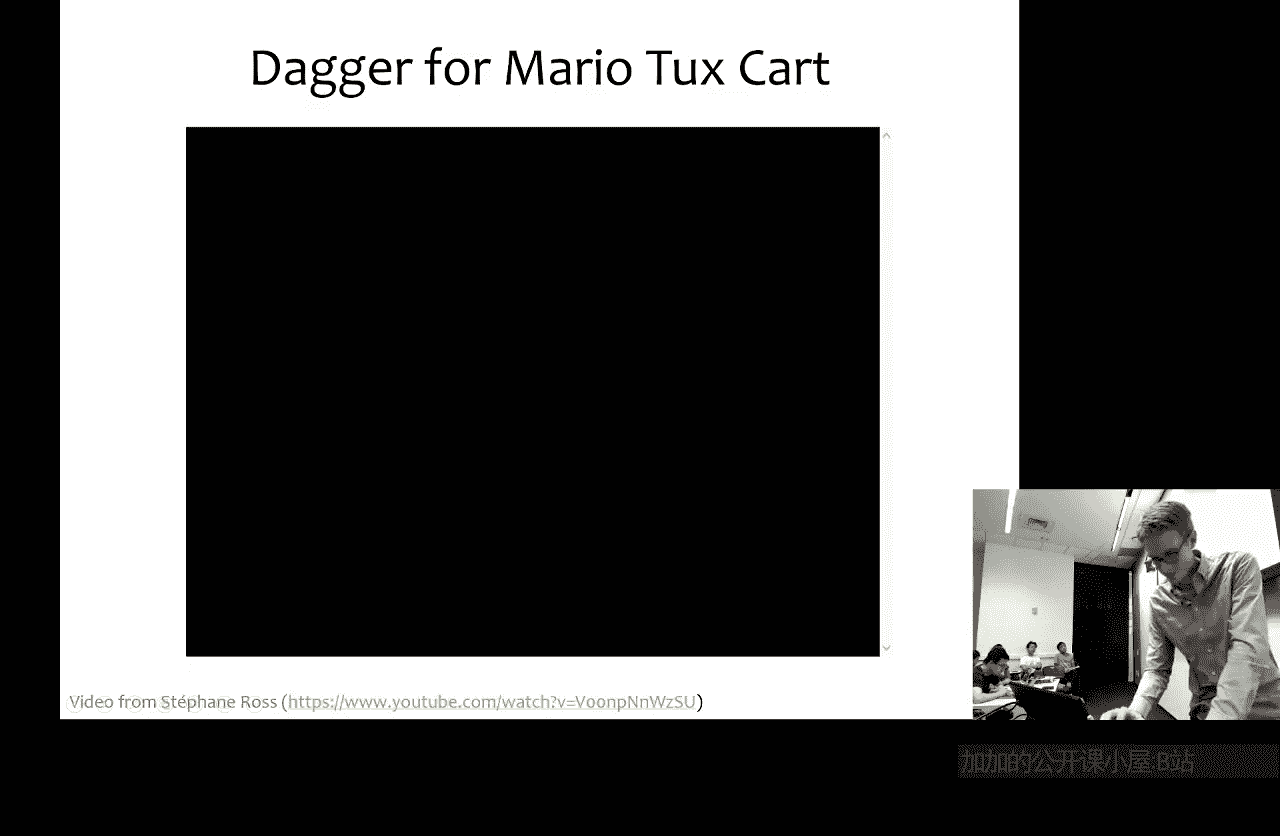 Dagger for Mario Tux Cart
Video from Stéphane Ross (https://www.youtube.com/watch?v=V00npNnWzSU)
加加的公开课小屋 B站